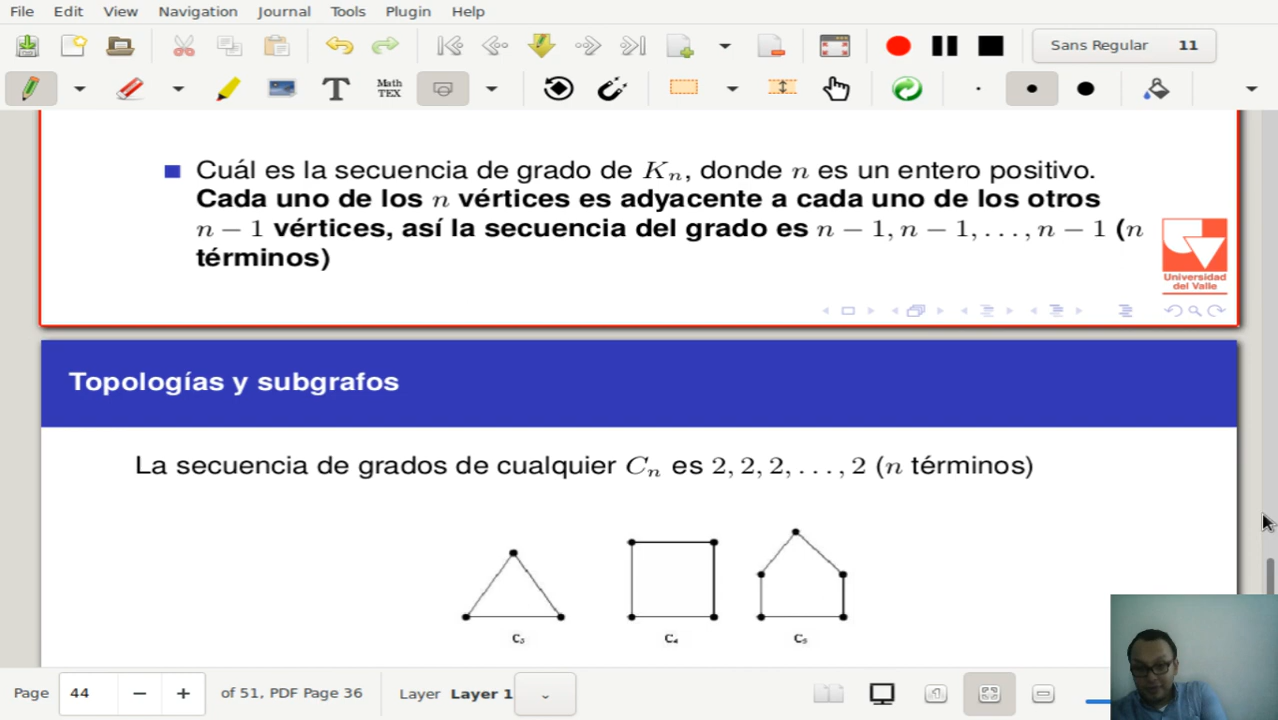 File Edit View Navigation Journal Tools Plugin Help
Sans Regular 11
T Math TEX
Cuál es la secuencia de grado de Kₙ, donde n es un entero positivo.
Cada uno de los n vértices es adyacente a cada uno de los otros
n − 1 vértices, así la secuencia del grado es n − 1, n − 1, . . . , n − 1 (n
términos)
Universidad
del Valle
Topologías y subgrafos
La secuencia de grados de cualquier Cₙ es 2, 2, 2, . . . , 2 (n términos)
C₃ C₄ C₅
Page 44 − + of 51, PDF Page 36 Layer Layer 1